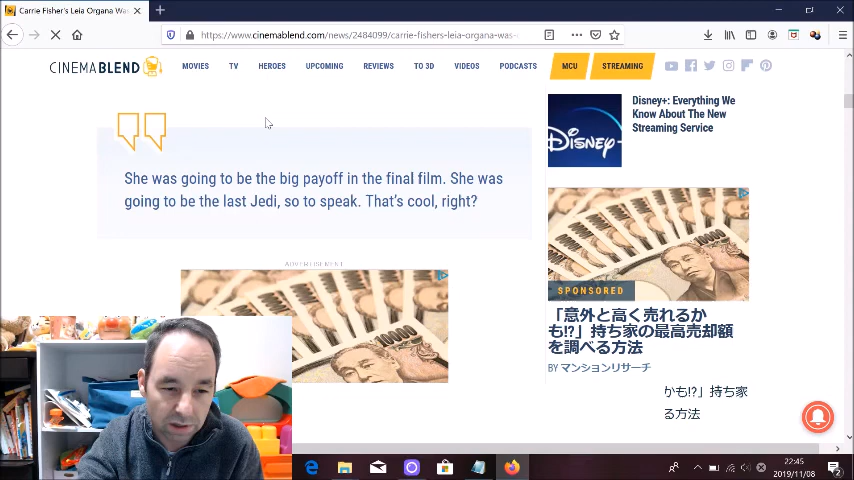 Carrie Fisher's Leia Organa Was
https://www.cinemablend.com/news/2484099/carrie-fishers-leia-organa-was-
CINEMABLEND
MOVIES TV HEROES UPCOMING REVIEWS TO 3D VIDEOS PODCASTS MCU STREAMING
She was going to be the big payoff in the final film. She was
going to be the last Jedi, so to speak. That's cool, right?
ADVERTISEMENT
10000
Disney+
Disney+: Everything We
Know About The New
Streaming Service
SPONSORED
「意外と高く売れるか
も!?」持ち家の最高売却額
を調べる方法
BY マンションリサーチ
かも!?」持ち家
る方法
22:45
2019/11/08
2